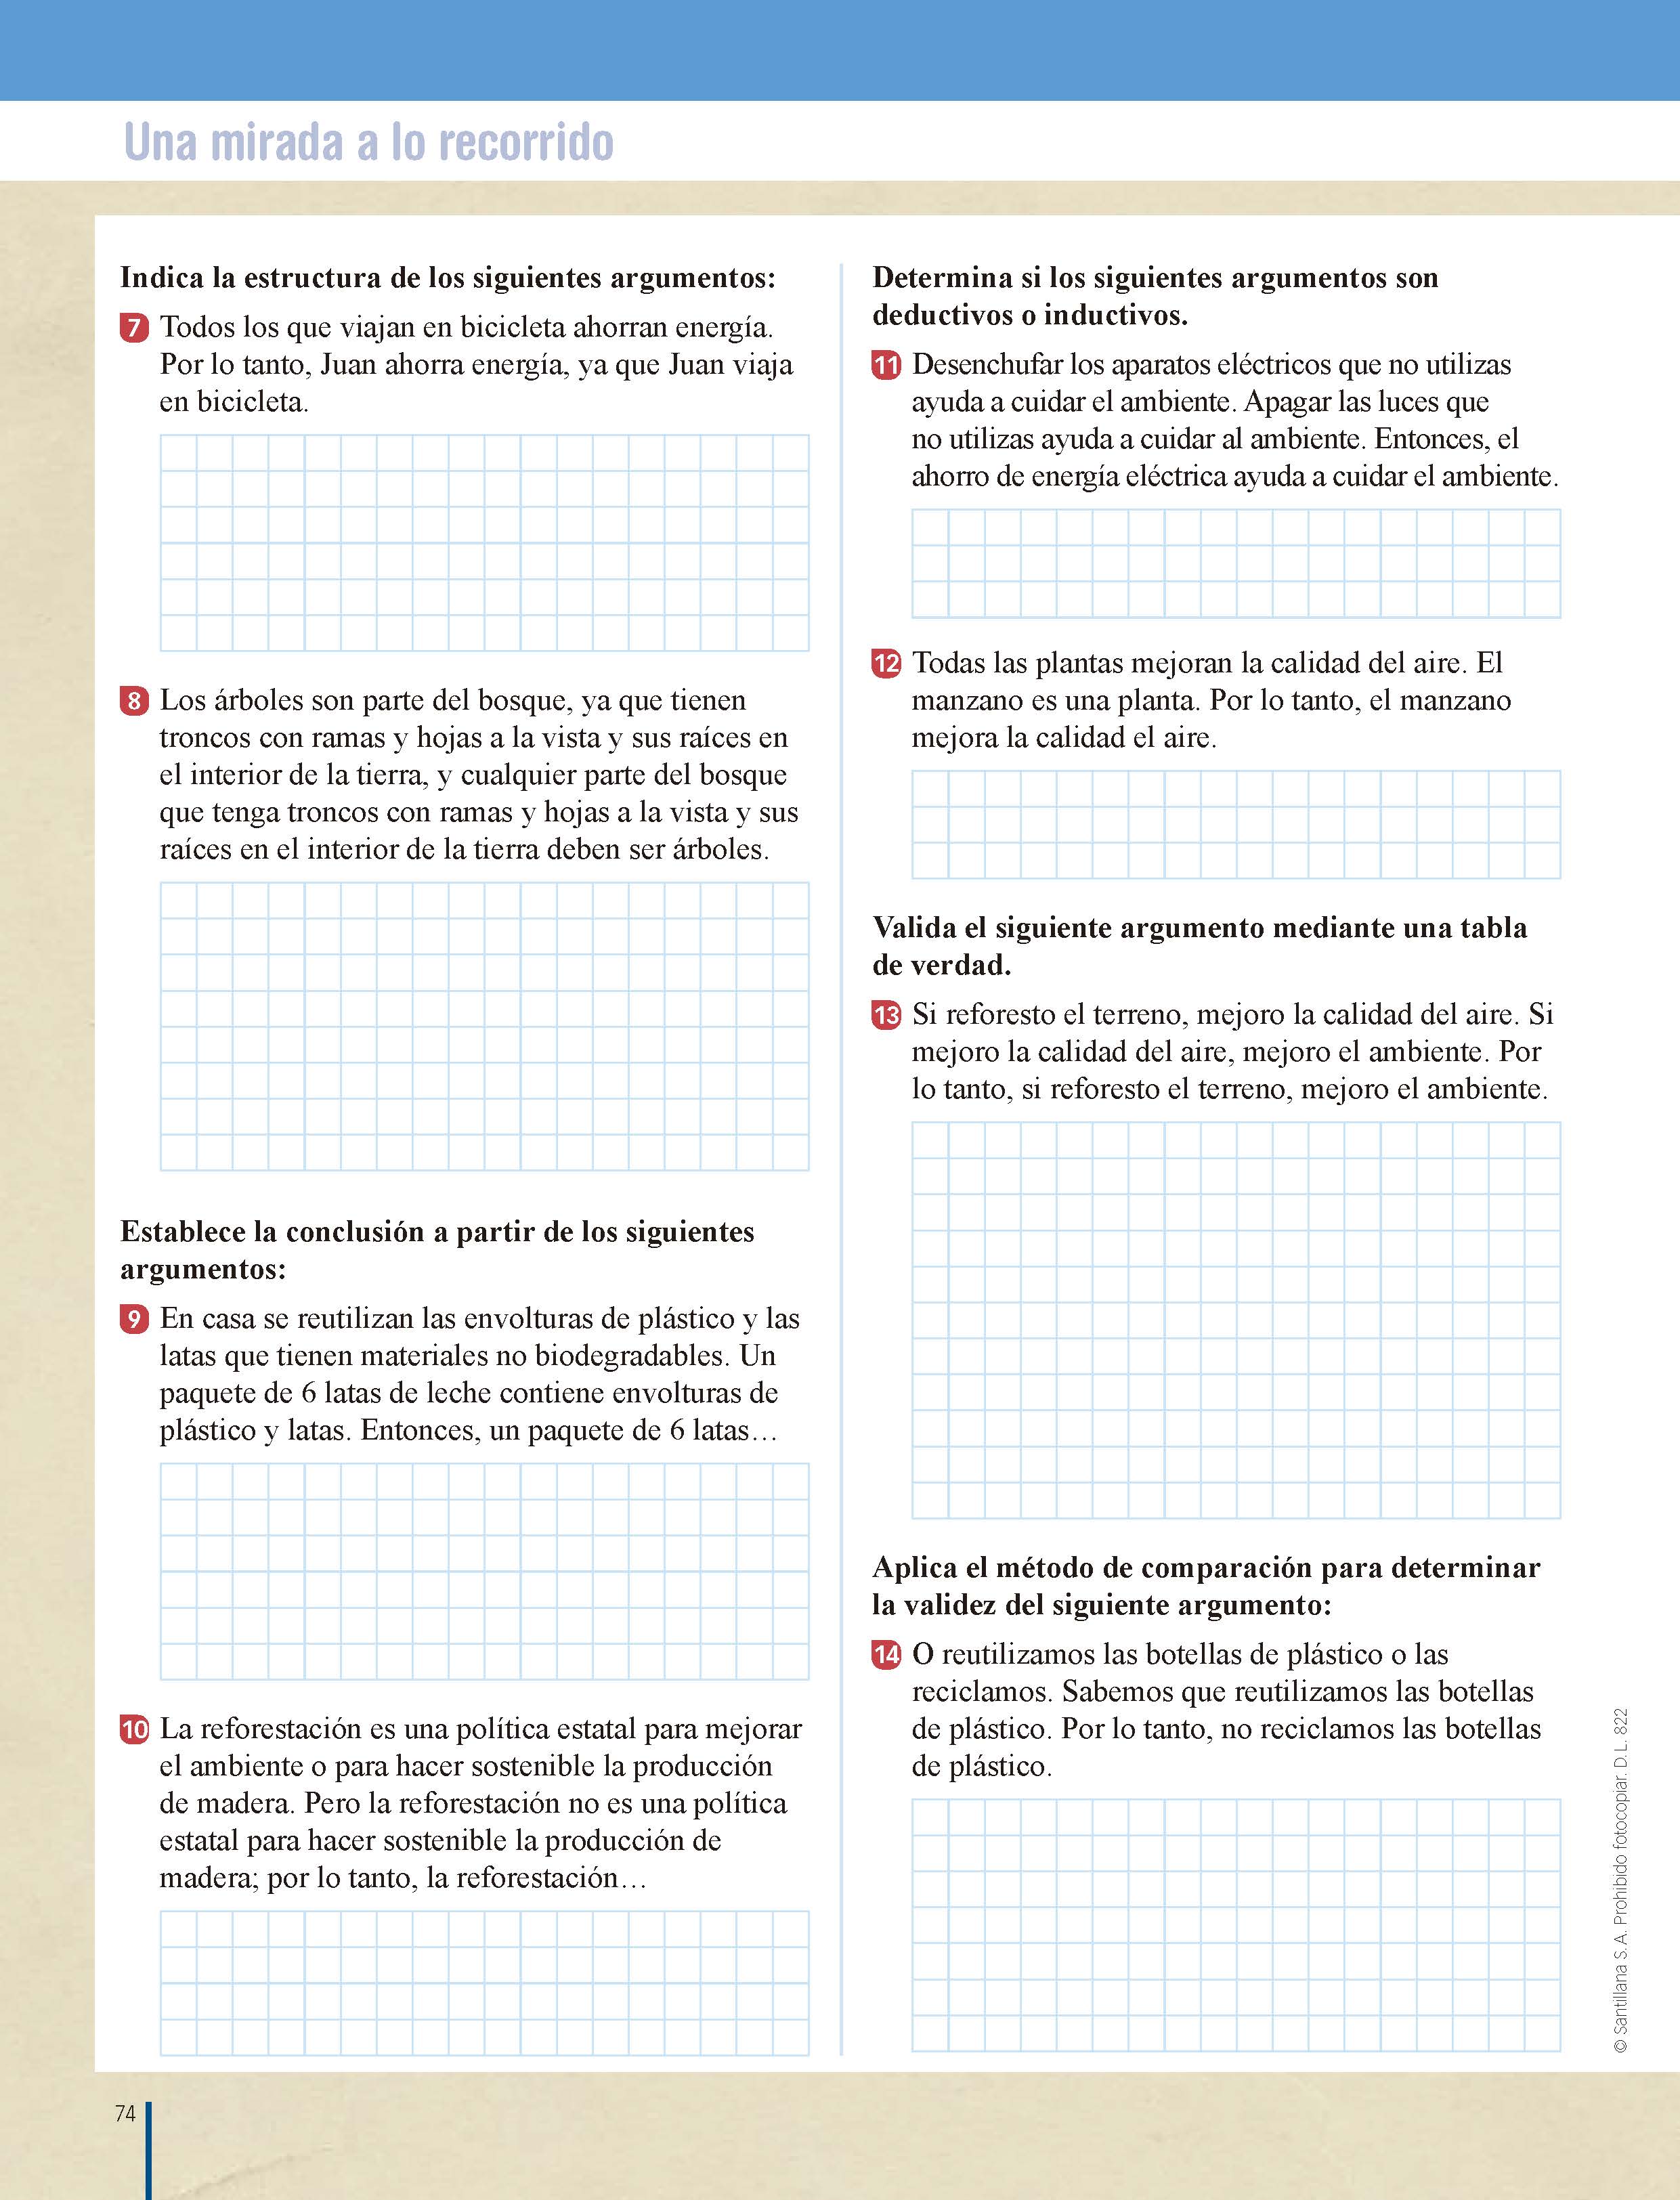 Una mirada a lo recorrido
Indica la estructura de los siguientes argumentos:
7 Todos los que viajan en bicicleta ahorran energía.
Por lo tanto, Juan ahorra energía, ya que Juan viaja
en bicicleta.
8 Los árboles son parte del bosque, ya que tienen
troncos con ramas y hojas a la vista y sus raíces en
el interior de la tierra, y cualquier parte del bosque
que tenga troncos con ramas y hojas a la vista y sus
raíces en el interior de la tierra deben ser árboles.
Establece la conclusión a partir de los siguientes
argumentos:
9 En casa se reutilizan las envolturas de plástico y las
latas que tienen materiales no biodegradables. Un
paquete de 6 latas de leche contiene envolturas de
plástico y latas. Entonces, un paquete de 6 latas…
10 La reforestación es una política estatal para mejorar
el ambiente o para hacer sostenible la producción
de madera. Pero la reforestación no es una política
estatal para hacer sostenible la producción de
madera; por lo tanto, la reforestación…
Determina si los siguientes argumentos son
deductivos o inductivos.
11 Desenchufar los aparatos eléctricos que no utilizas
ayuda a cuidar el ambiente. Apagar las luces que
no utilizas ayuda a cuidar al ambiente. Entonces, el
ahorro de energía eléctrica ayuda a cuidar el ambiente.
12 Todas las plantas mejoran la calidad del aire. El
manzano es una planta. Por lo tanto, el manzano
mejora la calidad el aire.
Valida el siguiente argumento mediante una tabla
de verdad.
13 Si reforesto el terreno, mejoro la calidad del aire. Si
mejoro la calidad del aire, mejoro el ambiente. Por
lo tanto, si reforesto el terreno, mejoro el ambiente.
Aplica el método de comparación para determinar
la validez del siguiente argumento:
14 O reutilizamos las botellas de plástico o las
reciclamos. Sabemos que reutilizamos las botellas
de plástico. Por lo tanto, no reciclamos las botellas
de plástico.
© Santillana S. A. Prohibido fotocopiar. D. L. 822
74